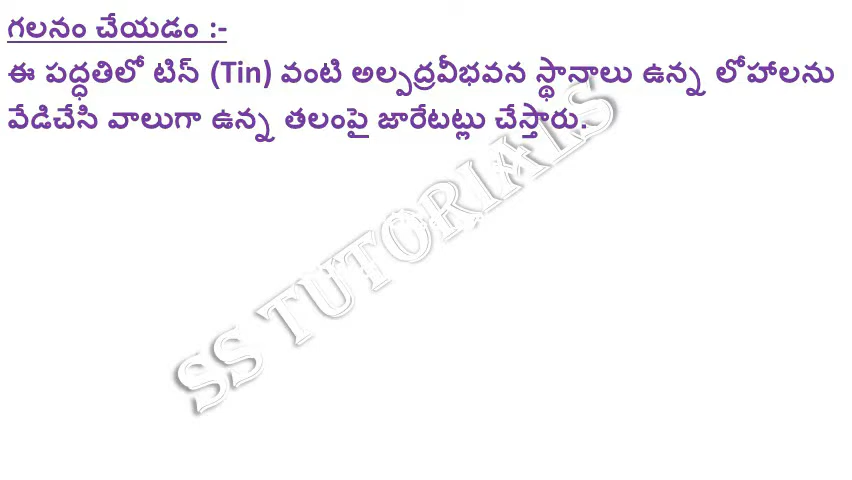 గలనం చేయడం :-
ఈ పద్ధతిలో టిన్ (Tin) వంటి అల్పద్రవీభవన స్థానాలు ఉన్న లోహాలను
వేడిచేసి వాలుగా ఉన్న తలంపై జారేటట్లు చేస్తారు.
SS TUTORIALS